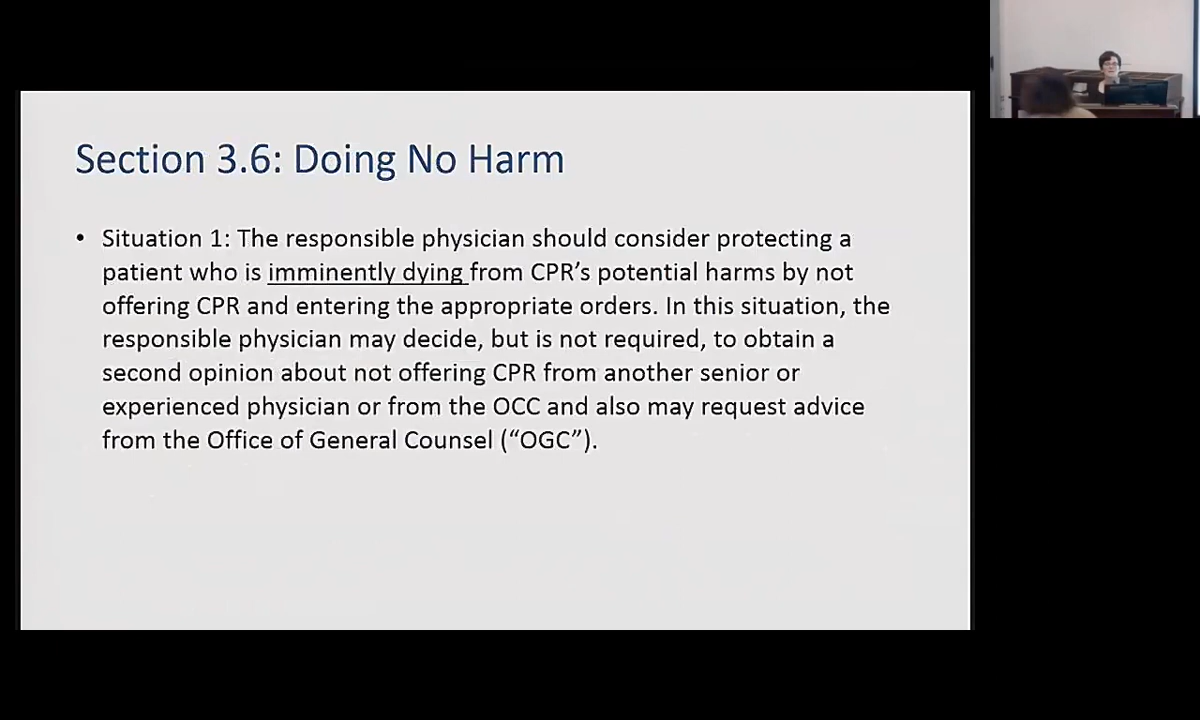 Section 3.6: Doing No Harm
• Situation 1: The responsible physician should consider protecting a
patient who is imminently dying from CPR’s potential harms by not
offering CPR and entering the appropriate orders. In this situation, the
responsible physician may decide, but is not required, to obtain a
second opinion about not offering CPR from another senior or
experienced physician or from the OCC and also may request advice
from the Office of General Counsel (“OGC”).